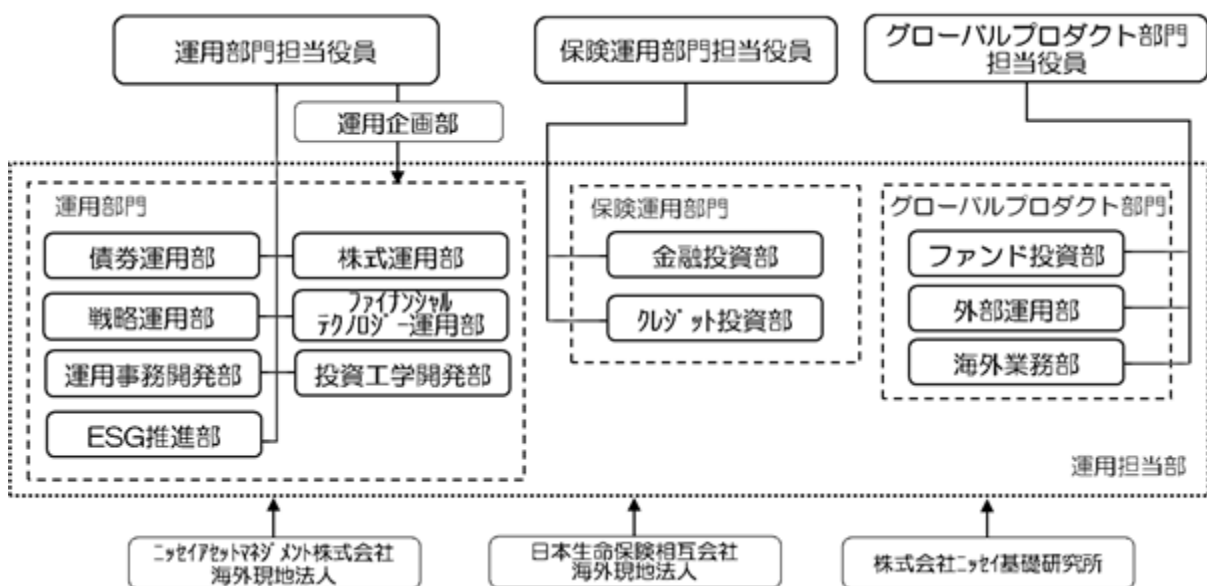 運用部門担当役員
保険運用部門担当役員
グローバルプロダクト部門
担当役員
運用企画部
運用部門
債券運用部
株式運用部
戦略運用部
ファイナンシャル
テクノロジー運用部
運用事務開発部
投資工学開発部
ESG推進部
保険運用部門
金融投資部
クレジット投資部
グローバルプロダクト部門
ファンド投資部
外部運用部
海外業務部
運用担当部
ニッセイアセットマネジメント株式会社
海外現地法人
日本生命保険相互会社
海外現地法人
株式会社ニッセイ基礎研究所